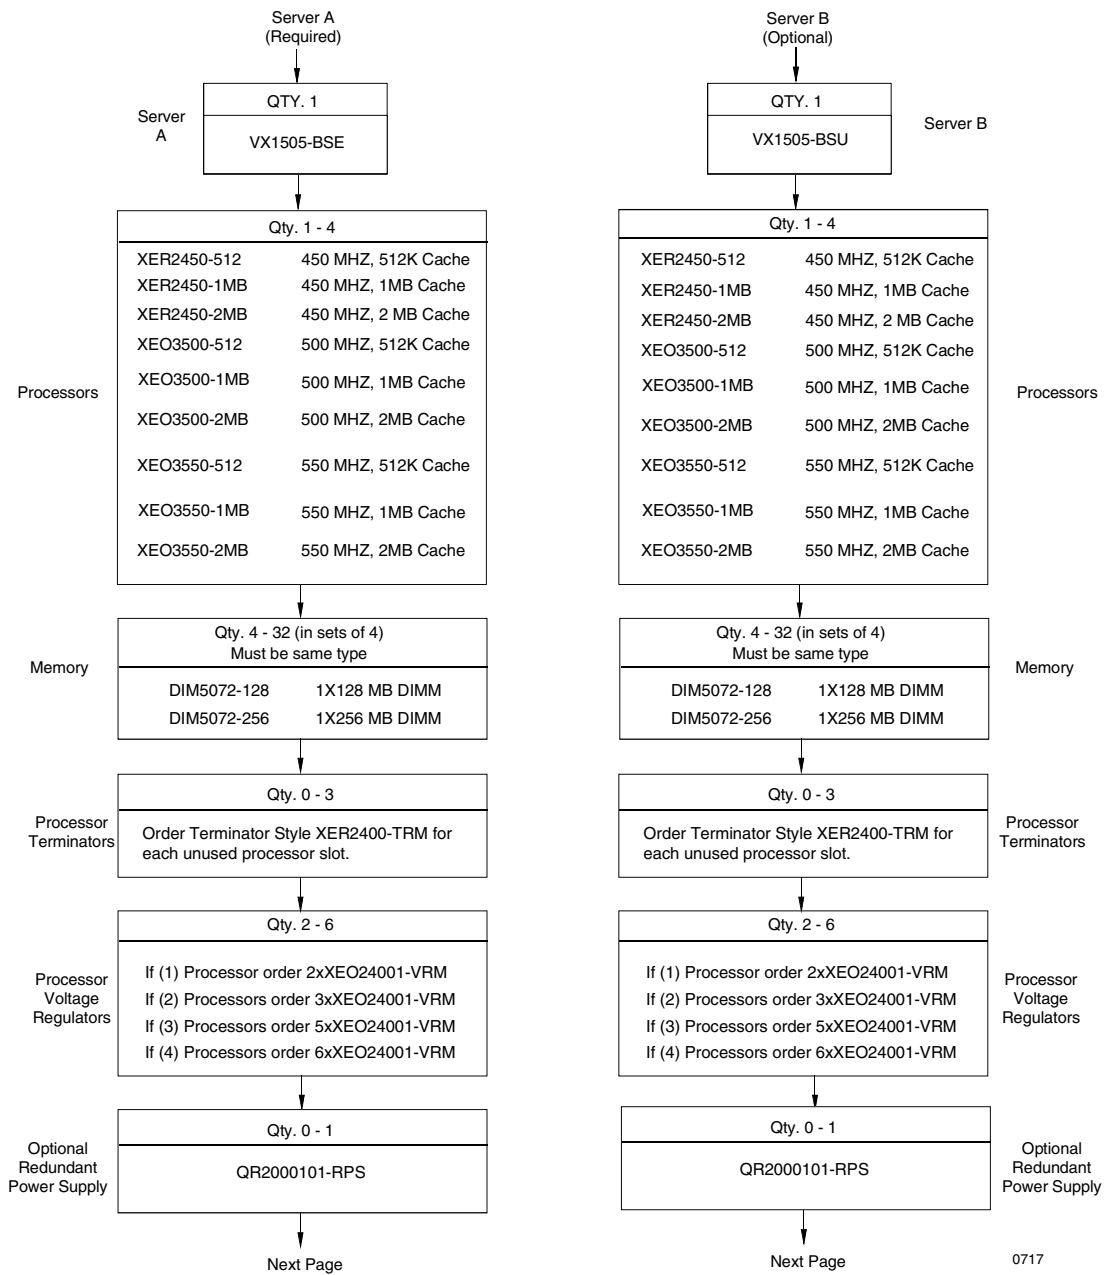 Server A
(Required)
Server
A
QTY. 1
VX1505-BSE
Processors
Qty. 1 - 4
XER2450-512 450 MHZ, 512K Cache
XER2450-1MB 450 MHZ, 1MB Cache
XER2450-2MB 450 MHZ, 2 MB Cache
XEO3500-512 500 MHZ, 512K Cache
XEO3500-1MB 500 MHZ, 1MB Cache
XEO3500-2MB 500 MHZ, 2MB Cache
XEO3550-512 550 MHZ, 512K Cache
XEO3550-1MB 550 MHZ, 1MB Cache
XEO3550-2MB 550 MHZ, 2MB Cache
Memory
Qty. 4 - 32 (in sets of 4)
Must be same type
DIM5072-128 1X128 MB DIMM
DIM5072-256 1X256 MB DIMM
Processor
Terminators
Qty. 0 - 3
Order Terminator Style XER2400-TRM for
each unused processor slot.
Processor
Voltage
Regulators
Qty. 2 - 6
If (1) Processor order 2xXEO24001-VRM
If (2) Processors order 3xXEO24001-VRM
If (3) Processors order 5xXEO24001-VRM
If (4) Processors order 6xXEO24001-VRM
Optional
Redundant
Power Supply
Qty. 0 - 1
QR2000101-RPS
Next Page
Server B
(Optional)
QTY. 1
VX1505-BSU
Server B
Qty. 1 - 4
XER2450-512 450 MHZ, 512K Cache
XER2450-1MB 450 MHZ, 1MB Cache
XER2450-2MB 450 MHZ, 2 MB Cache
XEO3500-512 500 MHZ, 512K Cache
XEO3500-1MB 500 MHZ, 1MB Cache
XEO3500-2MB 500 MHZ, 2MB Cache
XEO3550-512 550 MHZ, 512K Cache
XEO3550-1MB 550 MHZ, 1MB Cache
XEO3550-2MB 550 MHZ, 2MB Cache
Processors
Qty. 4 - 32 (in sets of 4)
Must be same type
DIM5072-128 1X128 MB DIMM
DIM5072-256 1X256 MB DIMM
Memory
Qty. 0 - 3
Order Terminator Style XER2400-TRM for
each unused processor slot.
Processor
Terminators
Qty. 2 - 6
If (1) Processor order 2xXEO24001-VRM
If (2) Processors order 3xXEO24001-VRM
If (3) Processors order 5xXEO24001-VRM
If (4) Processors order 6xXEO24001-VRM
Processor
Voltage
Regulators
Qty. 0 - 1
QR2000101-RPS
Optional
Redundant
Power Supply
Next Page
0717